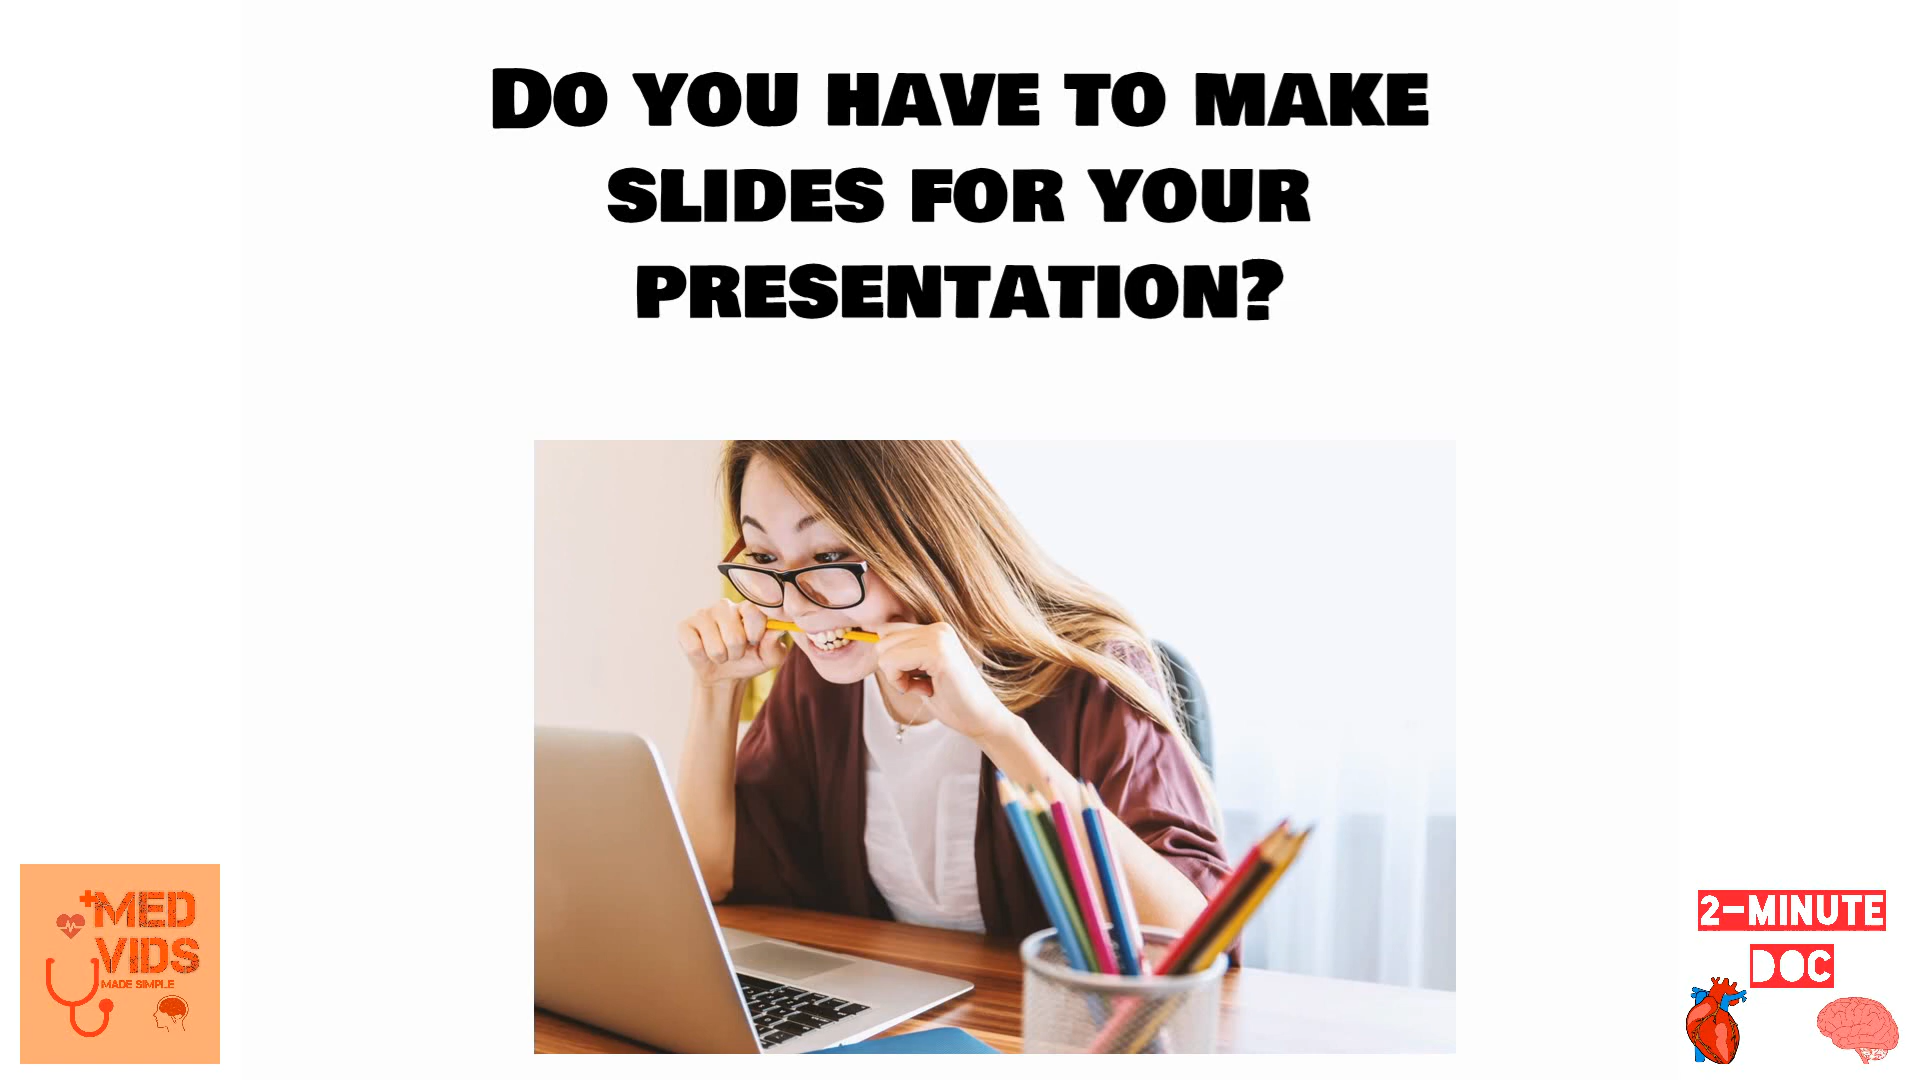 Do you have to make
slides for your
presentation?
MED
VIDS
MADE SIMPLE
2-MINUTE
DOC